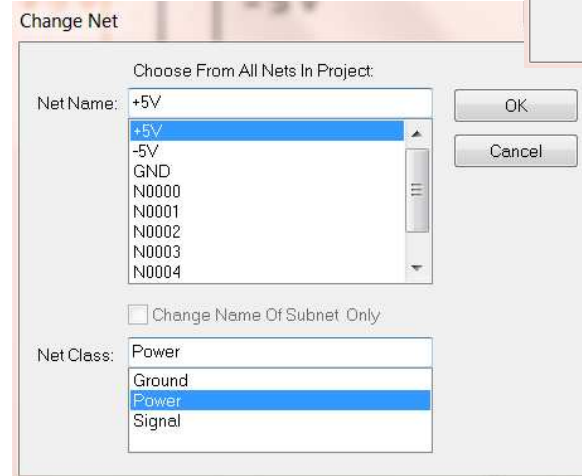 -5V
Change Net
Choose From All Nets In Project:
Net Name: +5V
+5V
-5V
GND
N0000
N0001
N0002
N0003
N0004
OK
Cancel
Change Name Of Subnet Only
Net Class: Power
Ground
Power
Signal